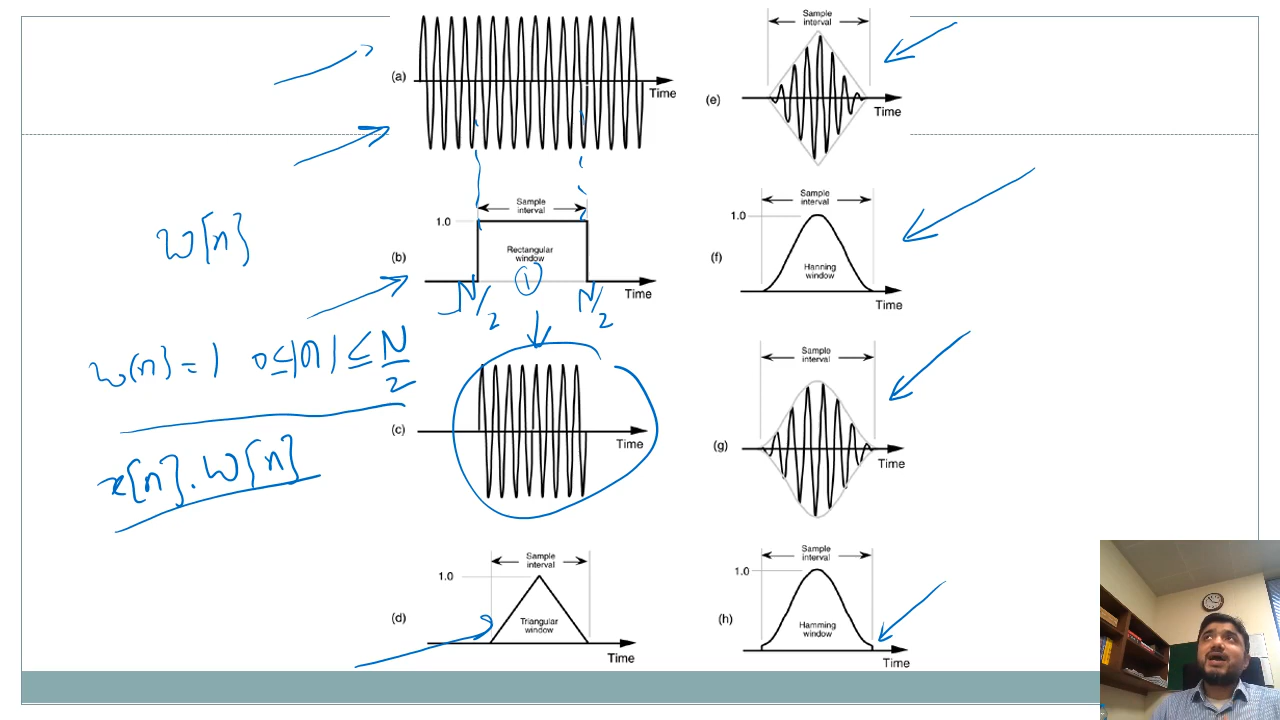 (a)
Time
Sample
interval
1.0
Rectangular
window
(b)
Time
(c)
Time
Sample
interval
1.0
Triangular
window
(d)
Time
Sample
interval
(e)
Time
Sample
interval
1.0
Hanning
window
(f)
Time
Sample
interval
(g)
Time
Sample
interval
1.0
Hamming
window
(h)
Time
W[n]
1
-N/2
N/2
W[n] = 1 0 ≤ |n| ≤ N/2
x[n] . W[n]